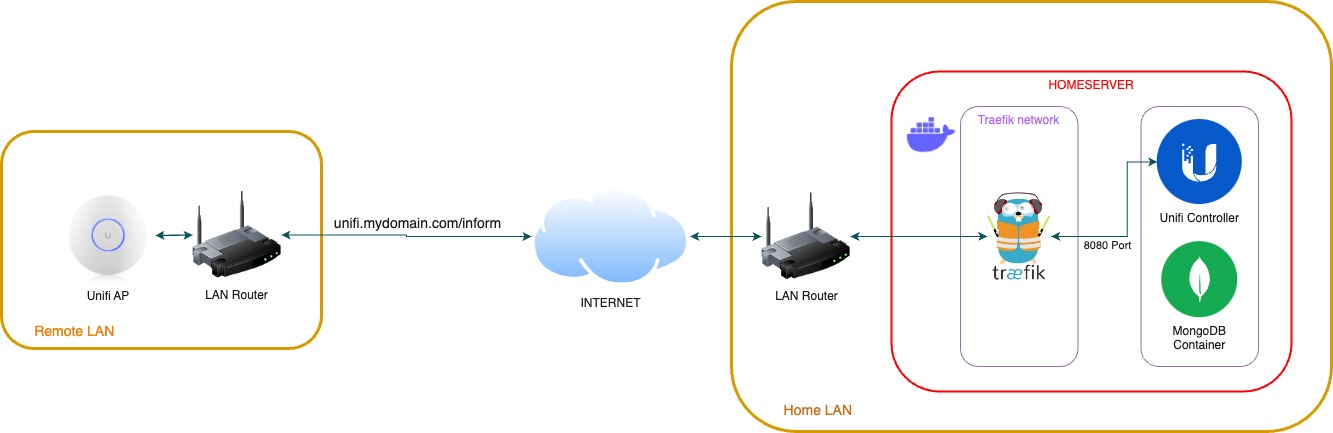 HOMESERVER
Traefik network
unifi.mydomain.com/inform
Unifi Controller
8080 Port
træfik
Unifi AP
LAN Router
INTERNET
LAN Router
Remote LAN
MongoDB
Container
Home LAN